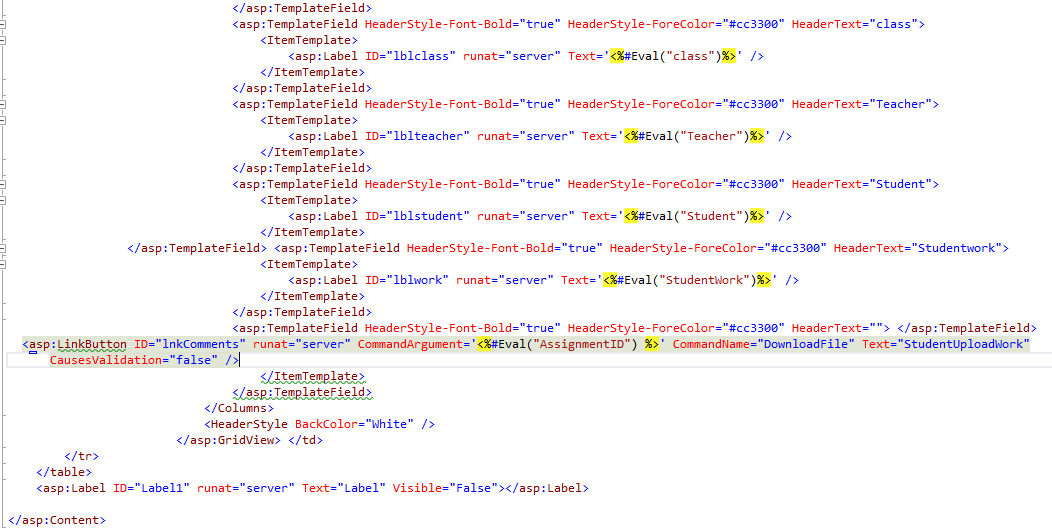 </asp:TemplateField>
<asp:TemplateField HeaderStyle-Font-Bold="true" HeaderStyle-ForeColor="#cc3300" HeaderText="class">
<ItemTemplate>
<asp:Label ID="lblclass" runat="server" Text='<%#Eval("class")%>' />
</ItemTemplate>
</asp:TemplateField>
<asp:TemplateField HeaderStyle-Font-Bold="true" HeaderStyle-ForeColor="#cc3300" HeaderText="Teacher">
<ItemTemplate>
<asp:Label ID="lblteacher" runat="server" Text='<%#Eval("Teacher")%>' />
</ItemTemplate>
</asp:TemplateField>
<asp:TemplateField HeaderStyle-Font-Bold="true" HeaderStyle-ForeColor="#cc3300" HeaderText="Student">
<ItemTemplate>
<asp:Label ID="lblstudent" runat="server" Text='<%#Eval("Student")%>' />
</ItemTemplate>
</asp:TemplateField> <asp:TemplateField HeaderStyle-Font-Bold="true" HeaderStyle-ForeColor="#cc3300" HeaderText="Studentwork">
<ItemTemplate>
<asp:Label ID="lblwork" runat="server" Text='<%#Eval("StudentWork")%>' />
</ItemTemplate>
</asp:TemplateField>
<asp:TemplateField HeaderStyle-Font-Bold="true" HeaderStyle-ForeColor="#cc3300" HeaderText=""> </asp:TemplateField>
<asp:LinkButton ID="lnkComments" runat="server" CommandArgument='<%#Eval("AssignmentID") %>' CommandName="DownloadFile" Text="StudentUploadWork"
CausesValidation="false" />
</ItemTemplate>
</asp:TemplateField>
</Columns>
<HeaderStyle BackColor="White" />
</asp:GridView> </td>
</tr>
</table>
<asp:Label ID="Label1" runat="server" Text="Label" Visible="False"></asp:Label>
</asp:Content>